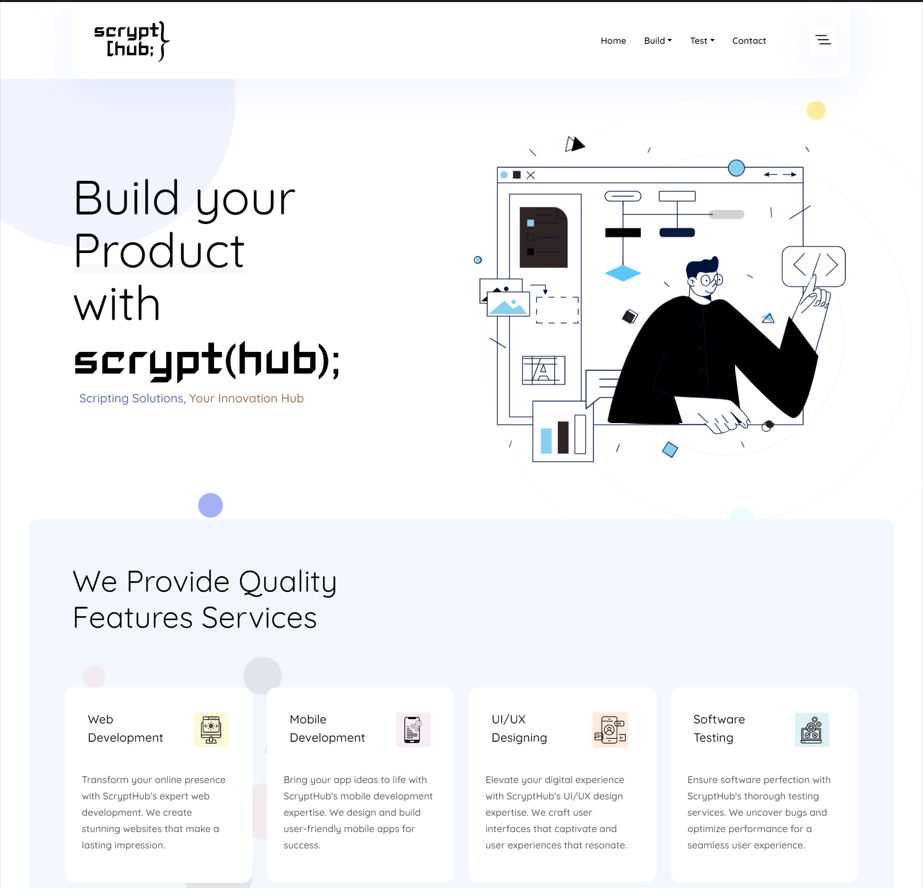 scrypt}
[hub;
Home
Build
Test
Contact
Build your
Product
with
scrypt(hub);
Scripting Solutions, Your Innovation Hub
A
We Provide Quality
Features Services
Web
Development
Transform your online presence
with ScryptHub's expert web
development. We create
stunning websites that make a
lasting impression.
Mobile
Development
Bring your app ideas to life with
ScryptHub's mobile development
expertise. We design and build
user-friendly mobile apps for
success.
UI/UX
Designing
Elevate your digital experience
with ScryptHub's UI/UX design
expertise. We craft user
interfaces that captivate and
user experiences that resonate.
Software
Testing
Ensure software perfection with
ScryptHub's thorough testing
services. We uncover bugs and
optimize performance for a
seamless user experience.